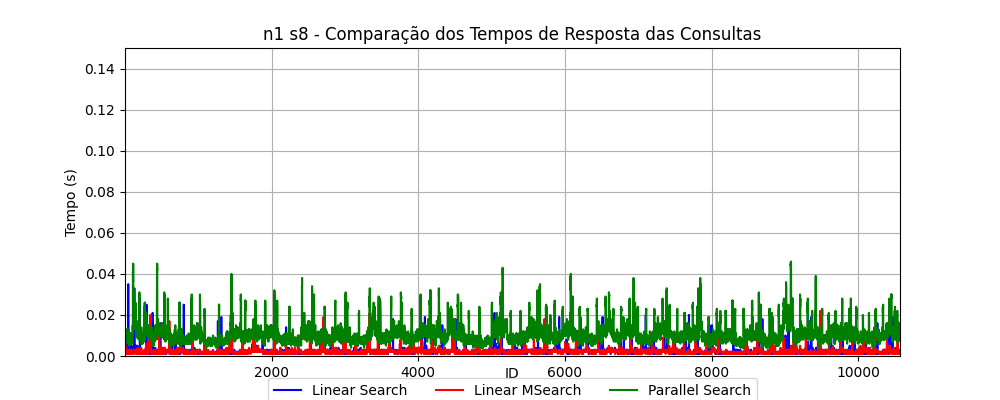 n1 s8 - Comparação dos Tempos de Resposta das Consultas
0.14
0.12
0.10
0.08
0.06
0.04
0.02
0.00
Tempo (s)
2000 4000 6000 8000 10000
ID
Linear Search Linear MSearch Parallel Search